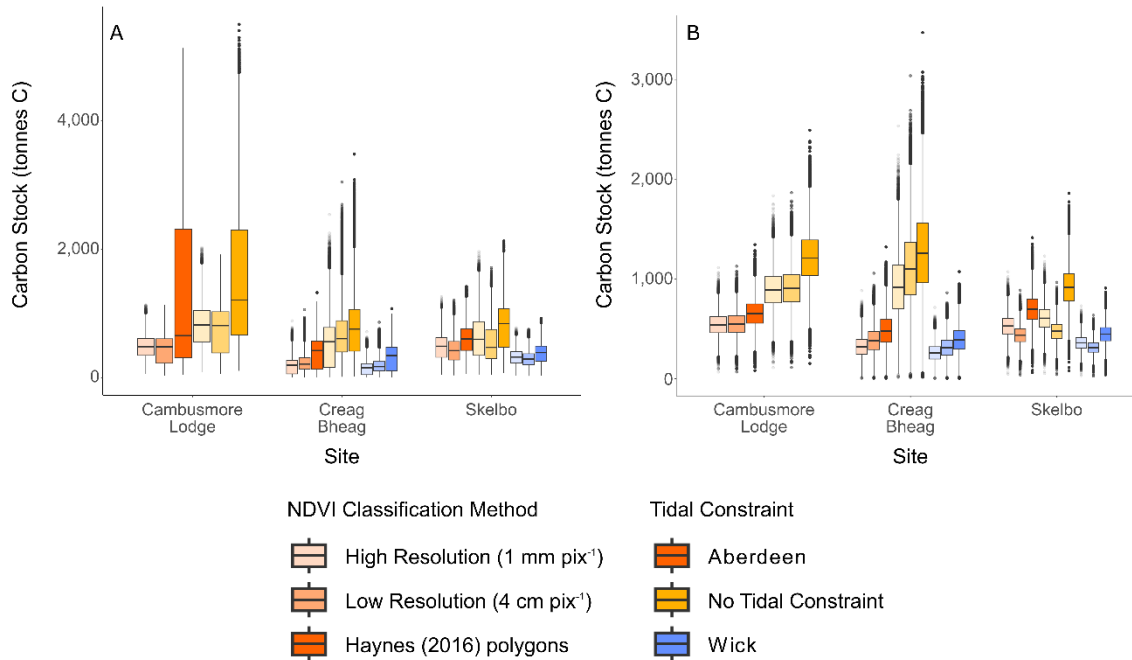 A
Carbon Stock (tonnes C)
4,000
2,000
0
Cambusmore
Lodge
Creag
Bheag
Skelbo
Site
B
Carbon Stock (tonnes C)
3,000
2,000
1,000
0
Cambusmore
Lodge
Creag
Bheag
Skelbo
Site
NDVI Classification Method
High Resolution (1 mm pix⁻¹)
Low Resolution (4 cm pix⁻¹)
Haynes (2016) polygons
Tidal Constraint
Aberdeen
No Tidal Constraint
Wick